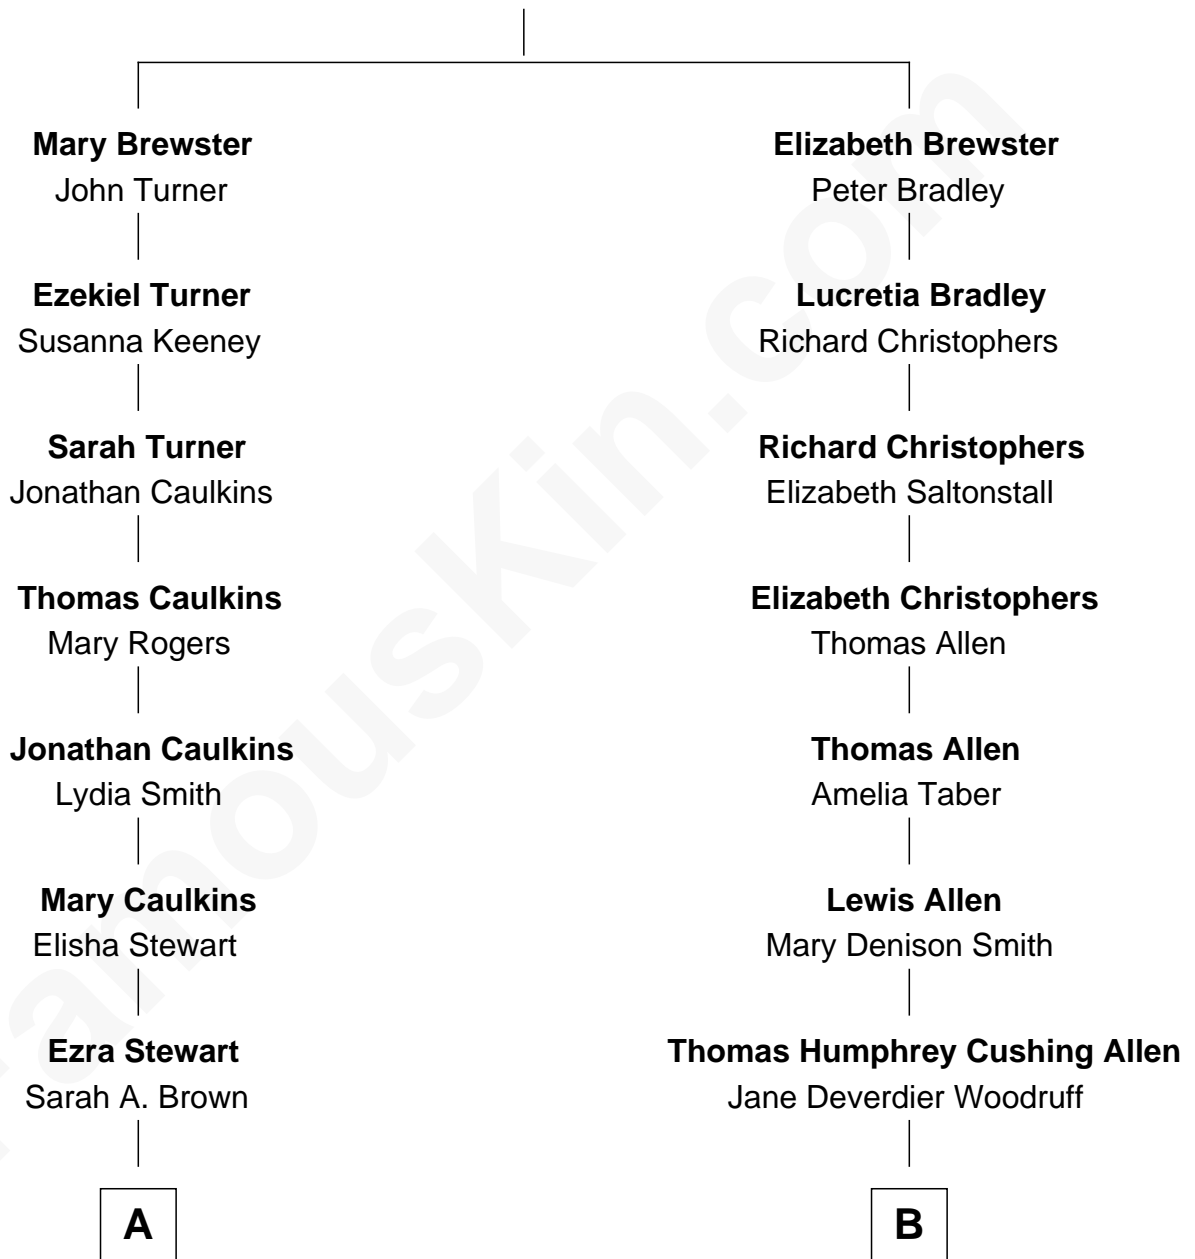 Mary Brewster
John Turner
Ezekiel Turner
Susanna Keeney
Sarah Turner
Jonathan Caulkins
Thomas Caulkins
Mary Rogers
Jonathan Caulkins
Lydia Smith
Mary Caulkins
Elisha Stewart
Ezra Stewart
Sarah A. Brown
A
Elizabeth Brewster
Peter Bradley
Lucretia Bradley
Richard Christophers
Richard Christophers
Elizabeth Saltonstall
Elizabeth Christophers
Thomas Allen
Thomas Allen
Amelia Taber
Lewis Allen
Mary Denison Smith
Thomas Humphrey Cushing Allen
Jane Deverdier Woodruff
B
FamousKin.com